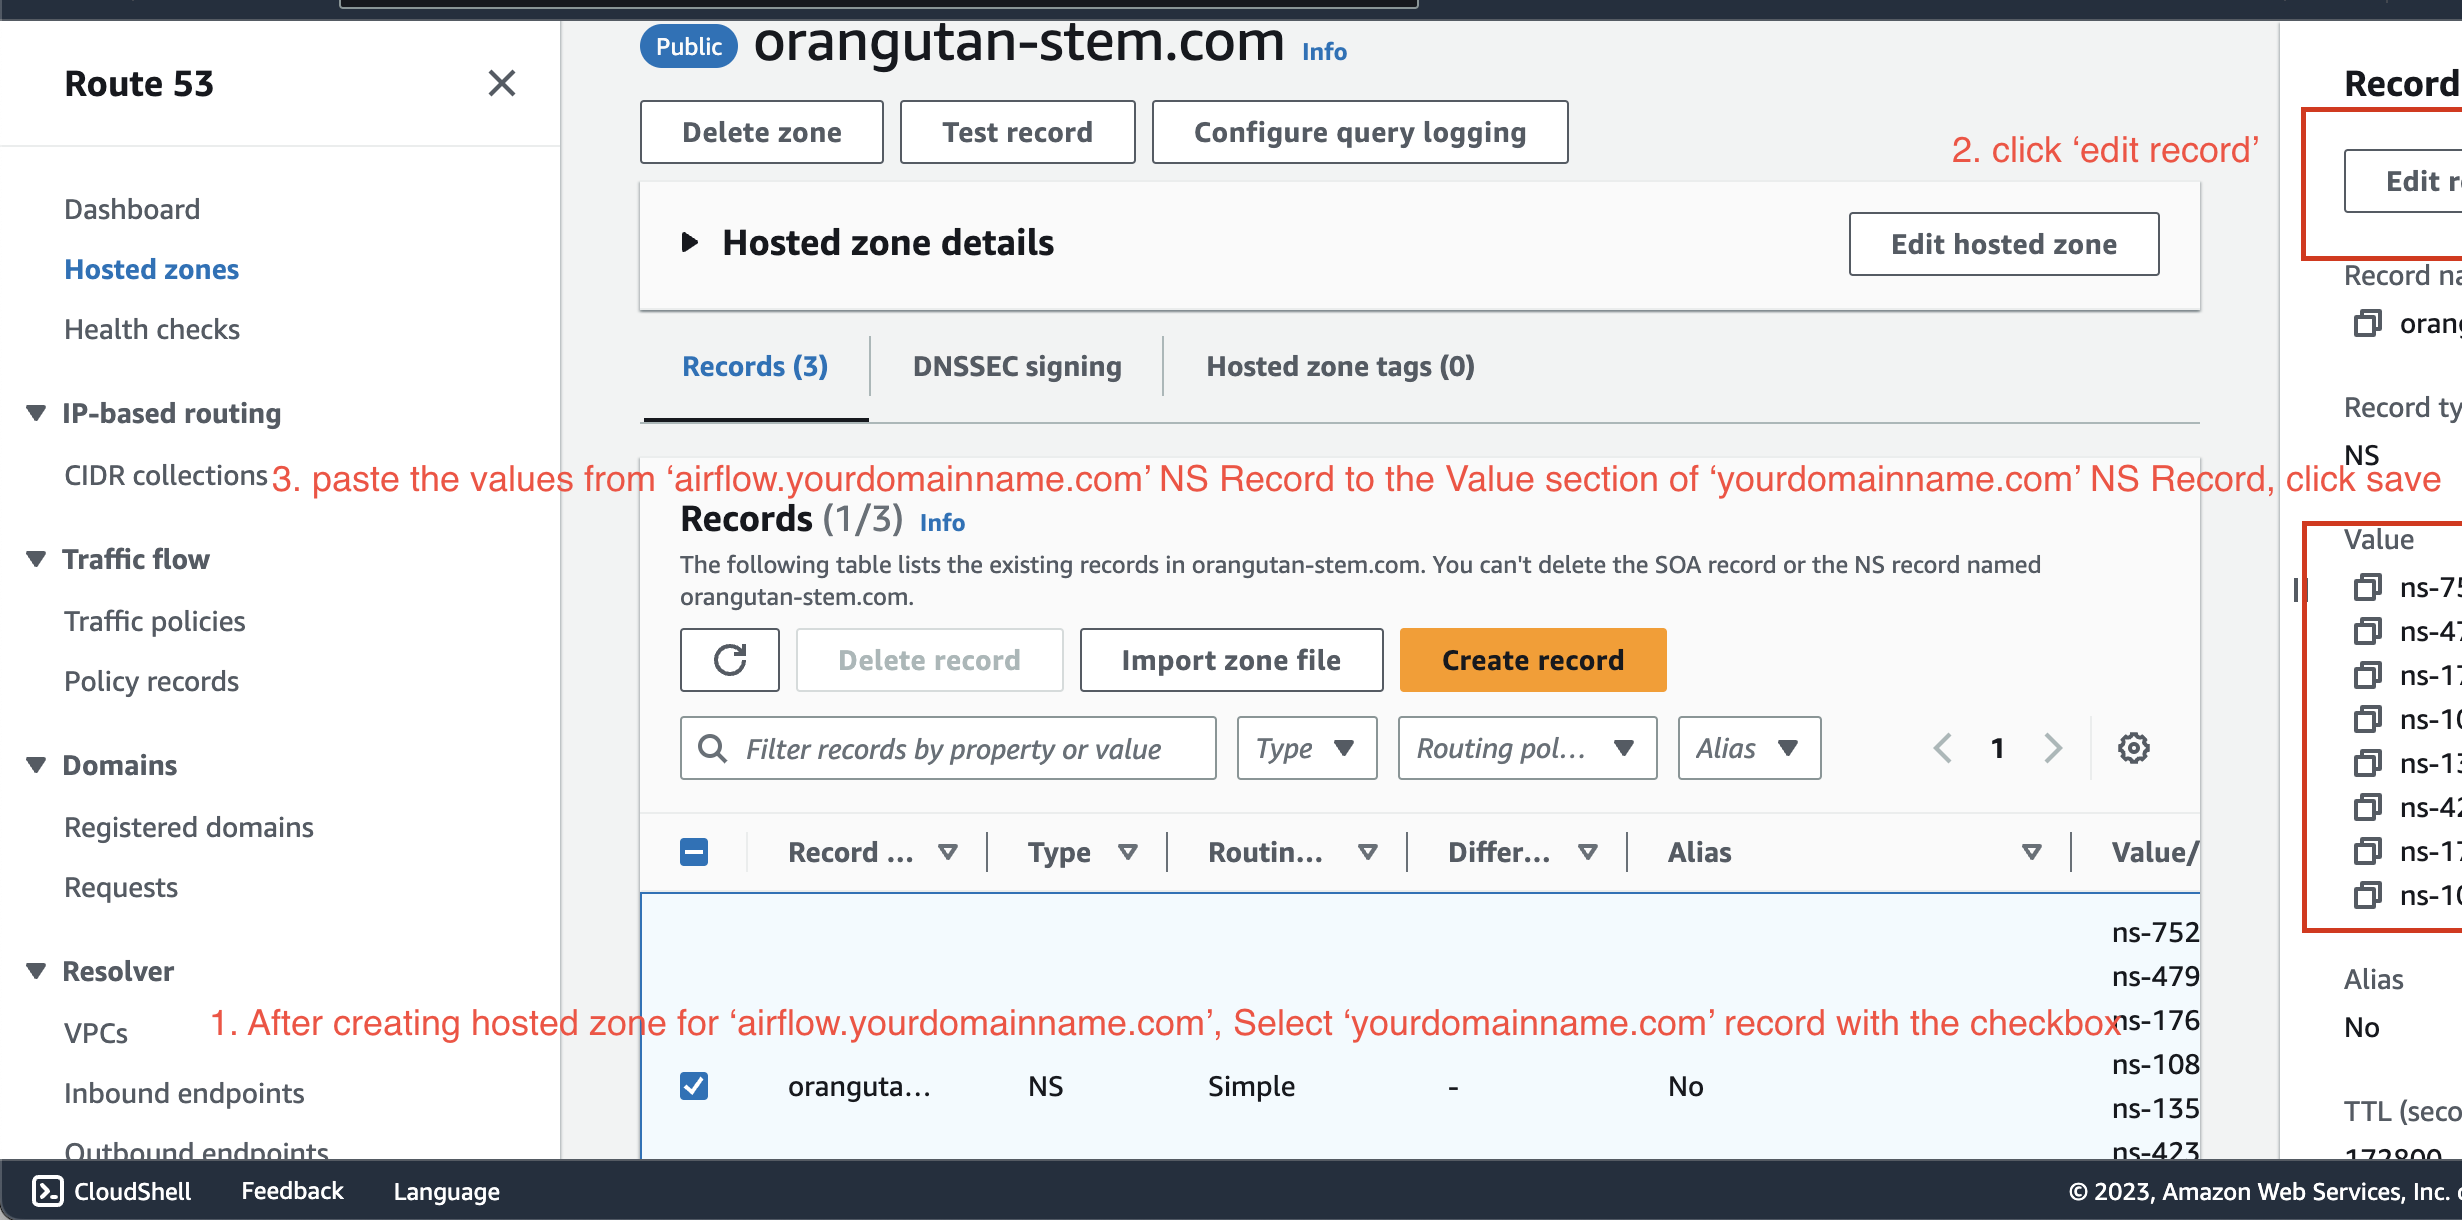 Route 53
Dashboard
Hosted zones
Health checks
IP-based routing
CIDR collections
Traffic flow
Traffic policies
Policy records
Domains
Registered domains
Requests
Resolver
VPCs
Inbound endpoints
Outbound endpoints
Public orangutan-stem.com Info
Delete zone Test record Configure query logging
2. click ‘edit record’
Hosted zone details Edit hosted zone
Records (3) DNSSEC signing Hosted zone tags (0)
3. paste the values from ‘airflow.yourdomainname.com’ NS Record to the Value section of ‘yourdomainname.com’ NS Record, click save
Records (1/3) Info
The following table lists the existing records in orangutan-stem.com. You can't delete the SOA record or the NS record named
orangutan-stem.com.
Delete record Import zone file Create record
Filter records by property or value Type Routing pol... Alias 1
Record ... Type Routin... Differ... Alias Value/
ns-752
ns-479
1. After creating hosted zone for ‘airflow.yourdomainname.com’, Select ‘yourdomainname.com’ record with the checkbox
ns-176
ns-108
oranguta... NS Simple - No
ns-135
ns-423
Record
Edit r
Record na
orang
Record ty
NS
Value
ns-75
ns-47
ns-17
ns-10
ns-13
ns-42
ns-17
ns-10
Alias
No
TTL (seco
172800
CloudShell Feedback Language © 2023, Amazon Web Services, Inc.